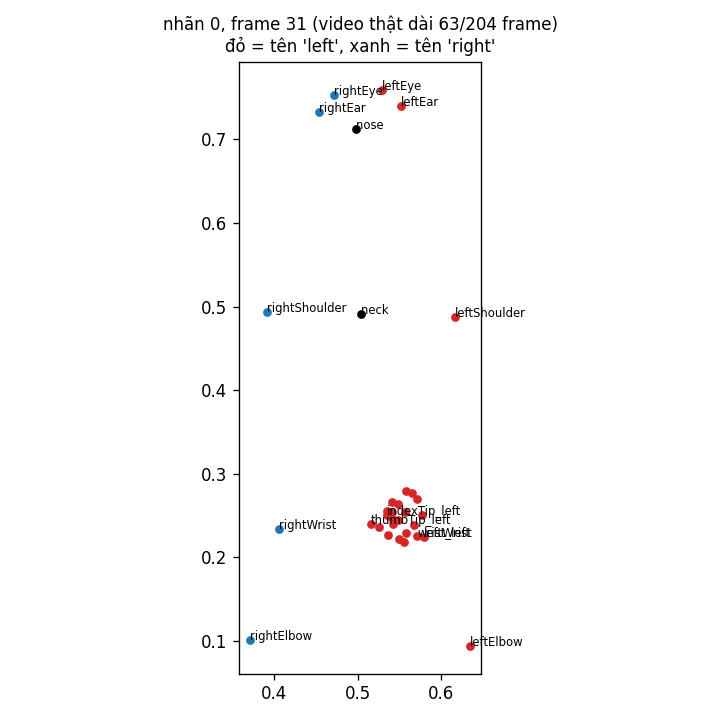 nhãn 0, frame 31 (video thật dài 63/204 frame)
đỏ = tên 'left', xanh = tên 'right'
leftEye
rightEye
leftEar
rightEar
nose
0.7
0.6
0.5
rightShoulder
neck
leftShoulder
0.4
0.3
indexTip_left
thumbTip_left
rightWrist
leftWrist
0.2
0.1
rightElbow
leftElbow
0.4
0.5
0.6